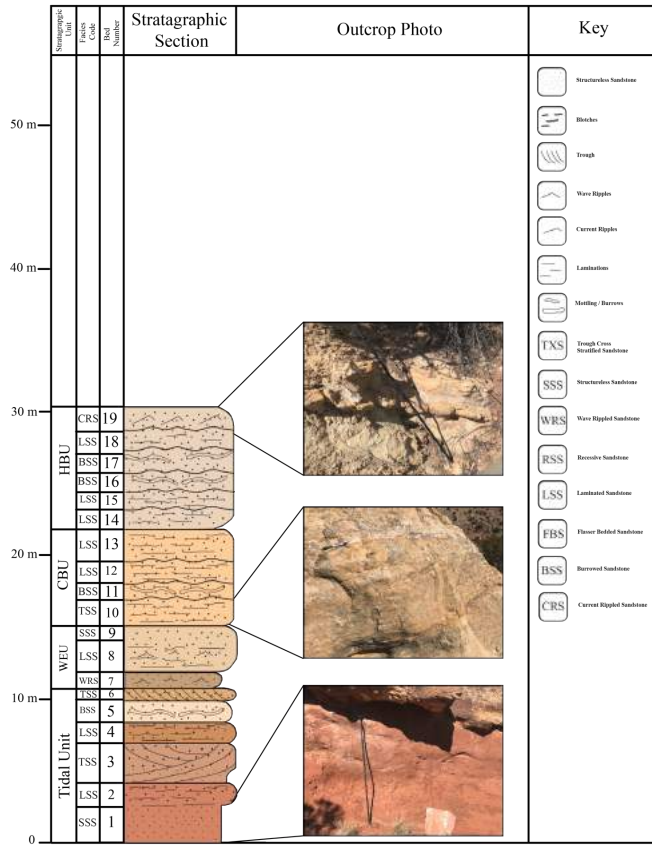 Stratagrapgic
Unit
Facies
Code
Bed
Number
Stratagraphic
Section
Outcrop Photo
Key
50 m
40 m
30 m
20 m
10 m
0
HBU
CBU
WEU
Tidal Unit
CRS 19
LSS 18
BSS 17
BSS 16
LSS 15
LSS 14
LSS 13
LSS 12
BSS 11
TSS 10
SSS 9
LSS 8
WRS 7
TSS 6
BSS 5
LSS 4
TSS 3
LSS 2
SSS 1
Structureless Sandstone
Blotches
Trough
Wave Ripples
Current Ripples
Laminations
Mottling / Burrows
TXS Trough Cross
Stratified Sandstone
SSS Structureless Sandstone
WRS Wave Rippled Sandstone
RSS Recessive Sandstone
LSS Laminated Sandstone
FBS Flasser Bedded Sandstone
BSS Burrowed Sandstone
CRS Current Rippled Sandstone